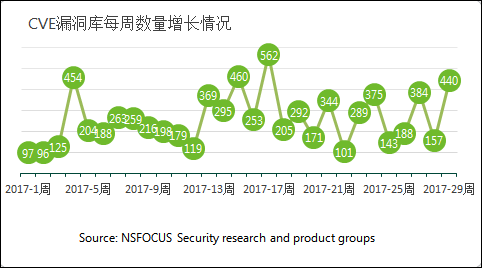 CVE漏洞库每周数量增长情况
97 96 125 454 204 188 263 259 216 198 179 119 369 295 460 253 562 205 292 171 344 101 289 375 143 188 384 157 440
2017-1周 2017-5周 2017-9周 2017-13周 2017-17周 2017-21周 2017-25周 2017-29周
Source: NSFOCUS Security research and product groups